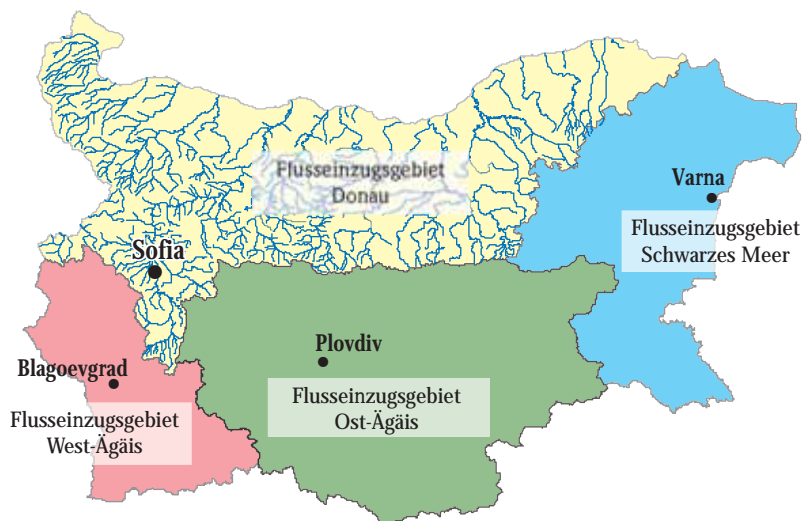 Flusseinzugsgebiet
Donau
Varna
Flusseinzugsgebiet
Schwarzes Meer
Sofia
Plovdiv
Blagoevgrad
Flusseinzugsgebiet
Ost-Ägäis
Flusseinzugsgebiet
West-Ägäis